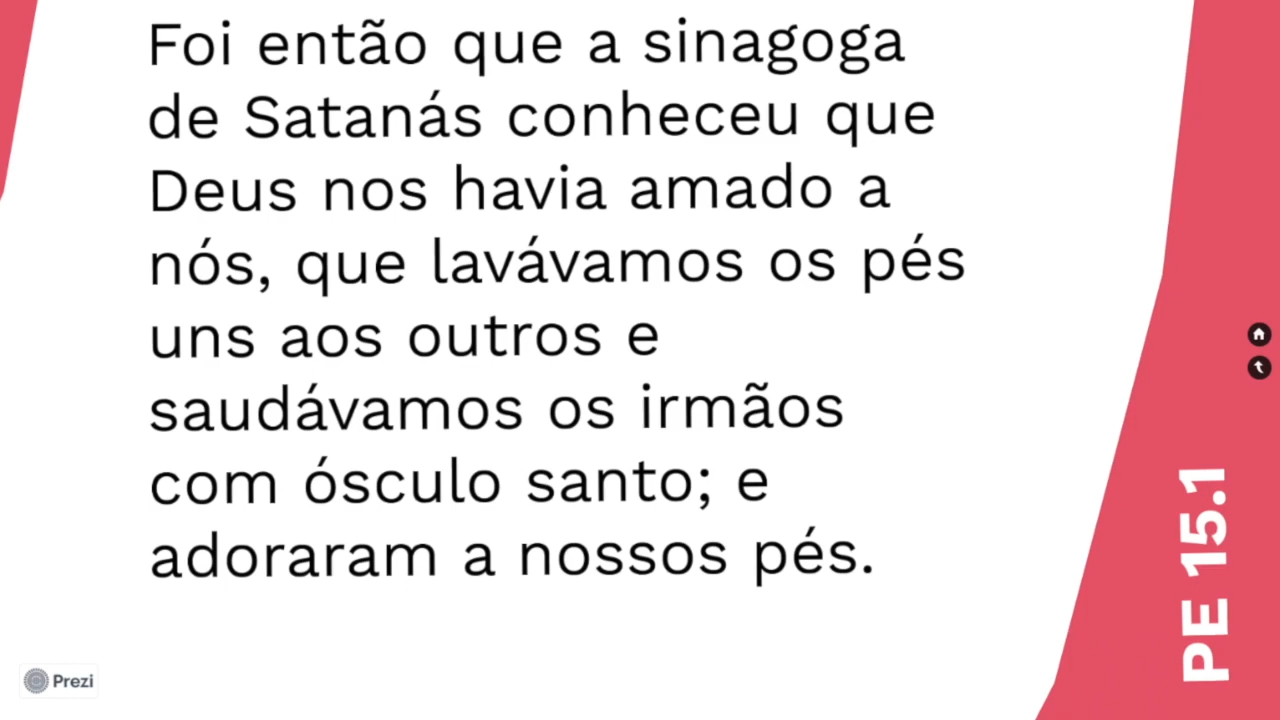 Foi então que a sinagoga
de Satanás conheceu que
Deus nos havia amado a
nós, que lavávamos os pés
uns aos outros e
saudávamos os irmãos
com ósculo santo; e
adoraram a nossos pés.
PE 15.1
Prezi